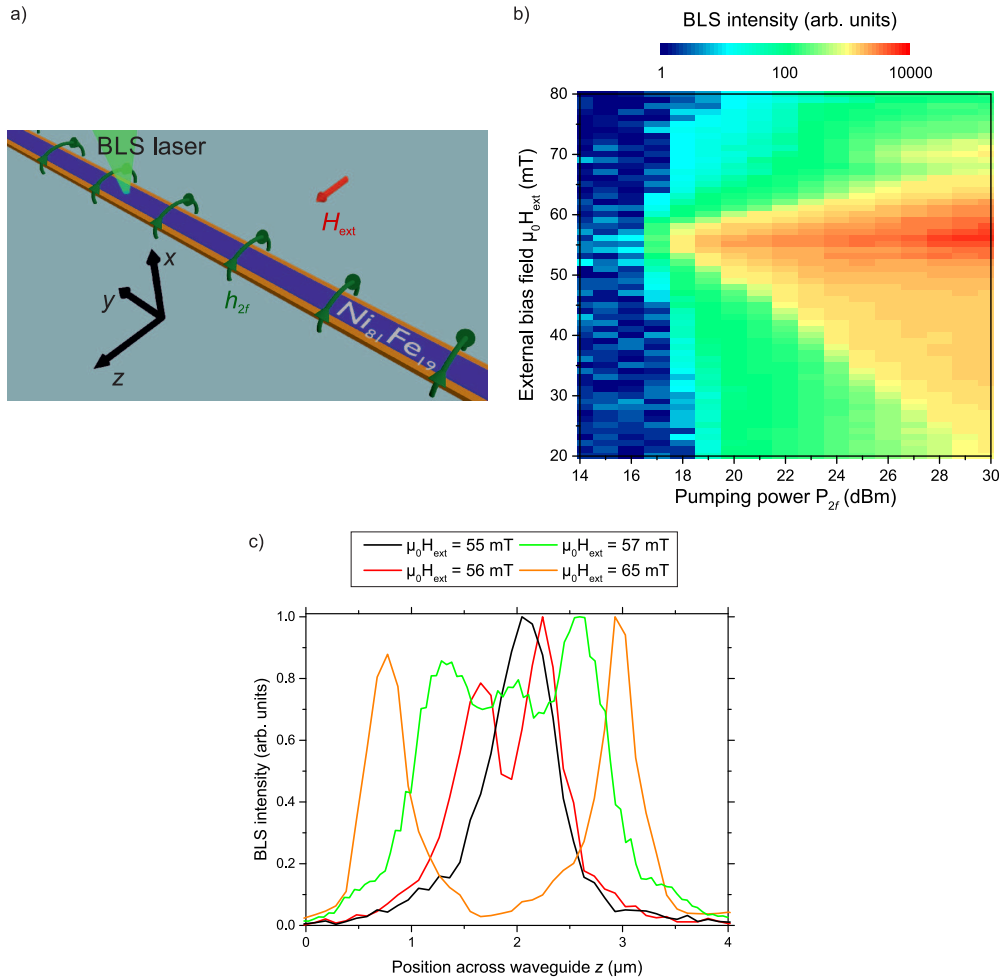 a)
BLS laser
H_ext
x
y
h_2f
z
Ni₈₁Fe₁₉
b)
BLS intensity (arb. units)
1 100 10000
External bias field μ₀H_ext (mT)
80
70
60
50
40
30
20
14 16 18 20 22 24 26 28 30
Pumping power P_2f (dBm)
c)
μ₀H_ext = 55 mT μ₀H_ext = 57 mT
μ₀H_ext = 56 mT μ₀H_ext = 65 mT
BLS intensity (arb. units)
1.0
0.8
0.6
0.4
0.2
0.0
0 1 2 3 4
Position across waveguide z (μm)